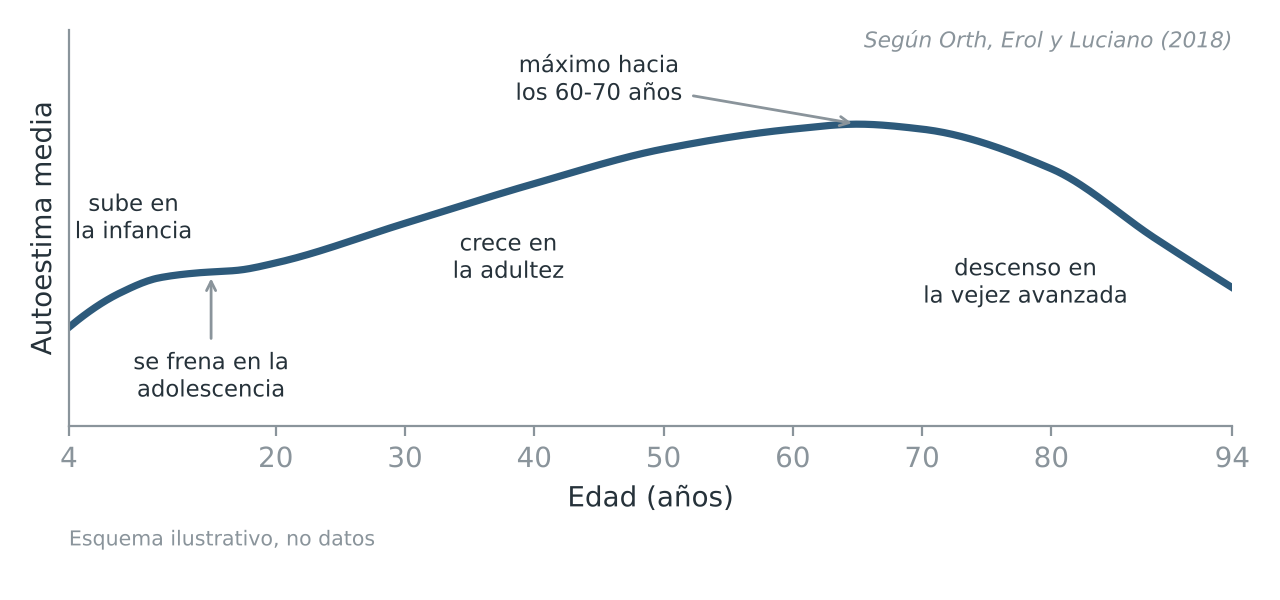 Según Orth, Erol y Luciano (2018)
máximo hacia
los 60-70 años
sube en
la infancia
crece en
la adultez
descenso en
la vejez avanzada
se frena en la
adolescencia
Autoestima media
4 20 30 40 50 60 70 80 94
Edad (años)
Esquema ilustrativo, no datos